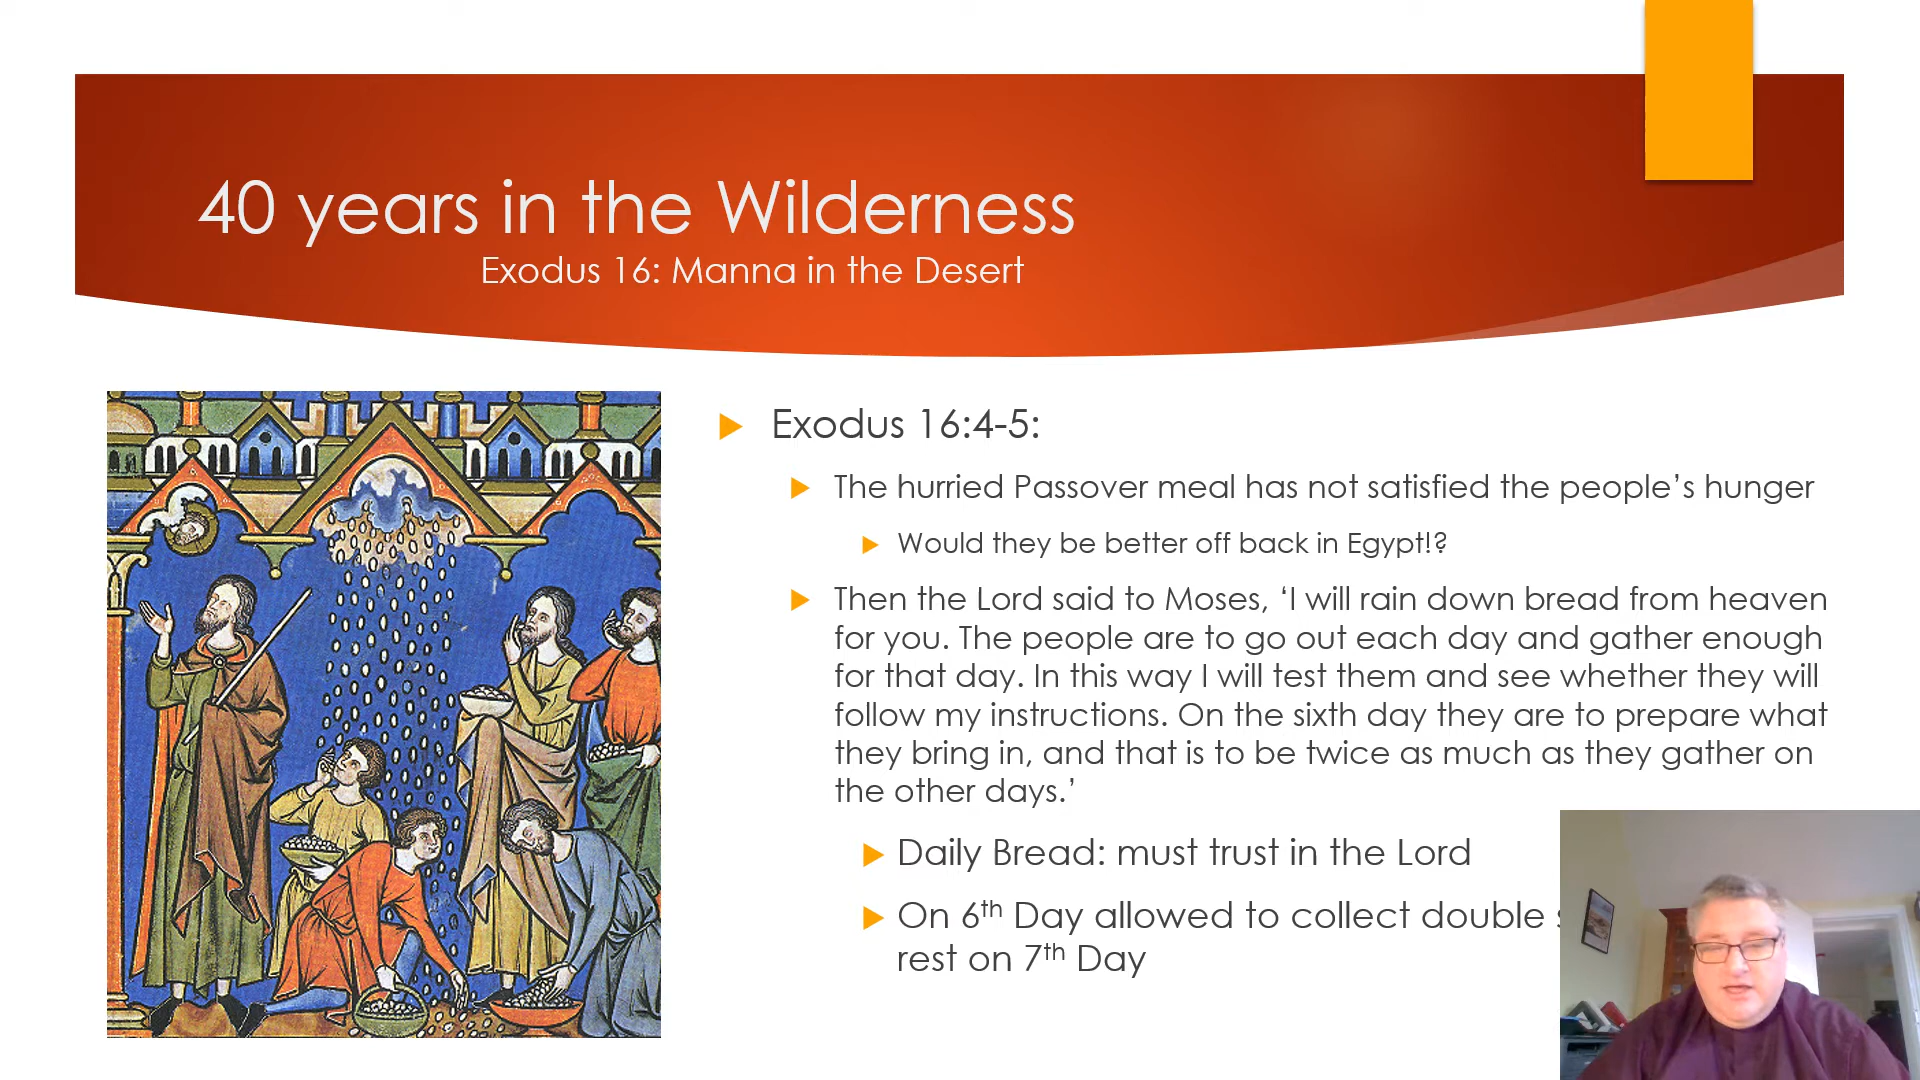 40 years in the Wilderness
Exodus 16: Manna in the Desert
Exodus 16:4-5:
The hurried Passover meal has not satisfied the people’s hunger
Would they be better off back in Egypt!?
Then the Lord said to Moses, ‘I will rain down bread from heaven
for you. The people are to go out each day and gather enough
for that day. In this way I will test them and see whether they will
follow my instructions. On the sixth day they are to prepare what
they bring in, and that is to be twice as much as they gather on
the other days.’
Daily Bread: must trust in the Lord
On 6th Day allowed to collect double
rest on 7th Day